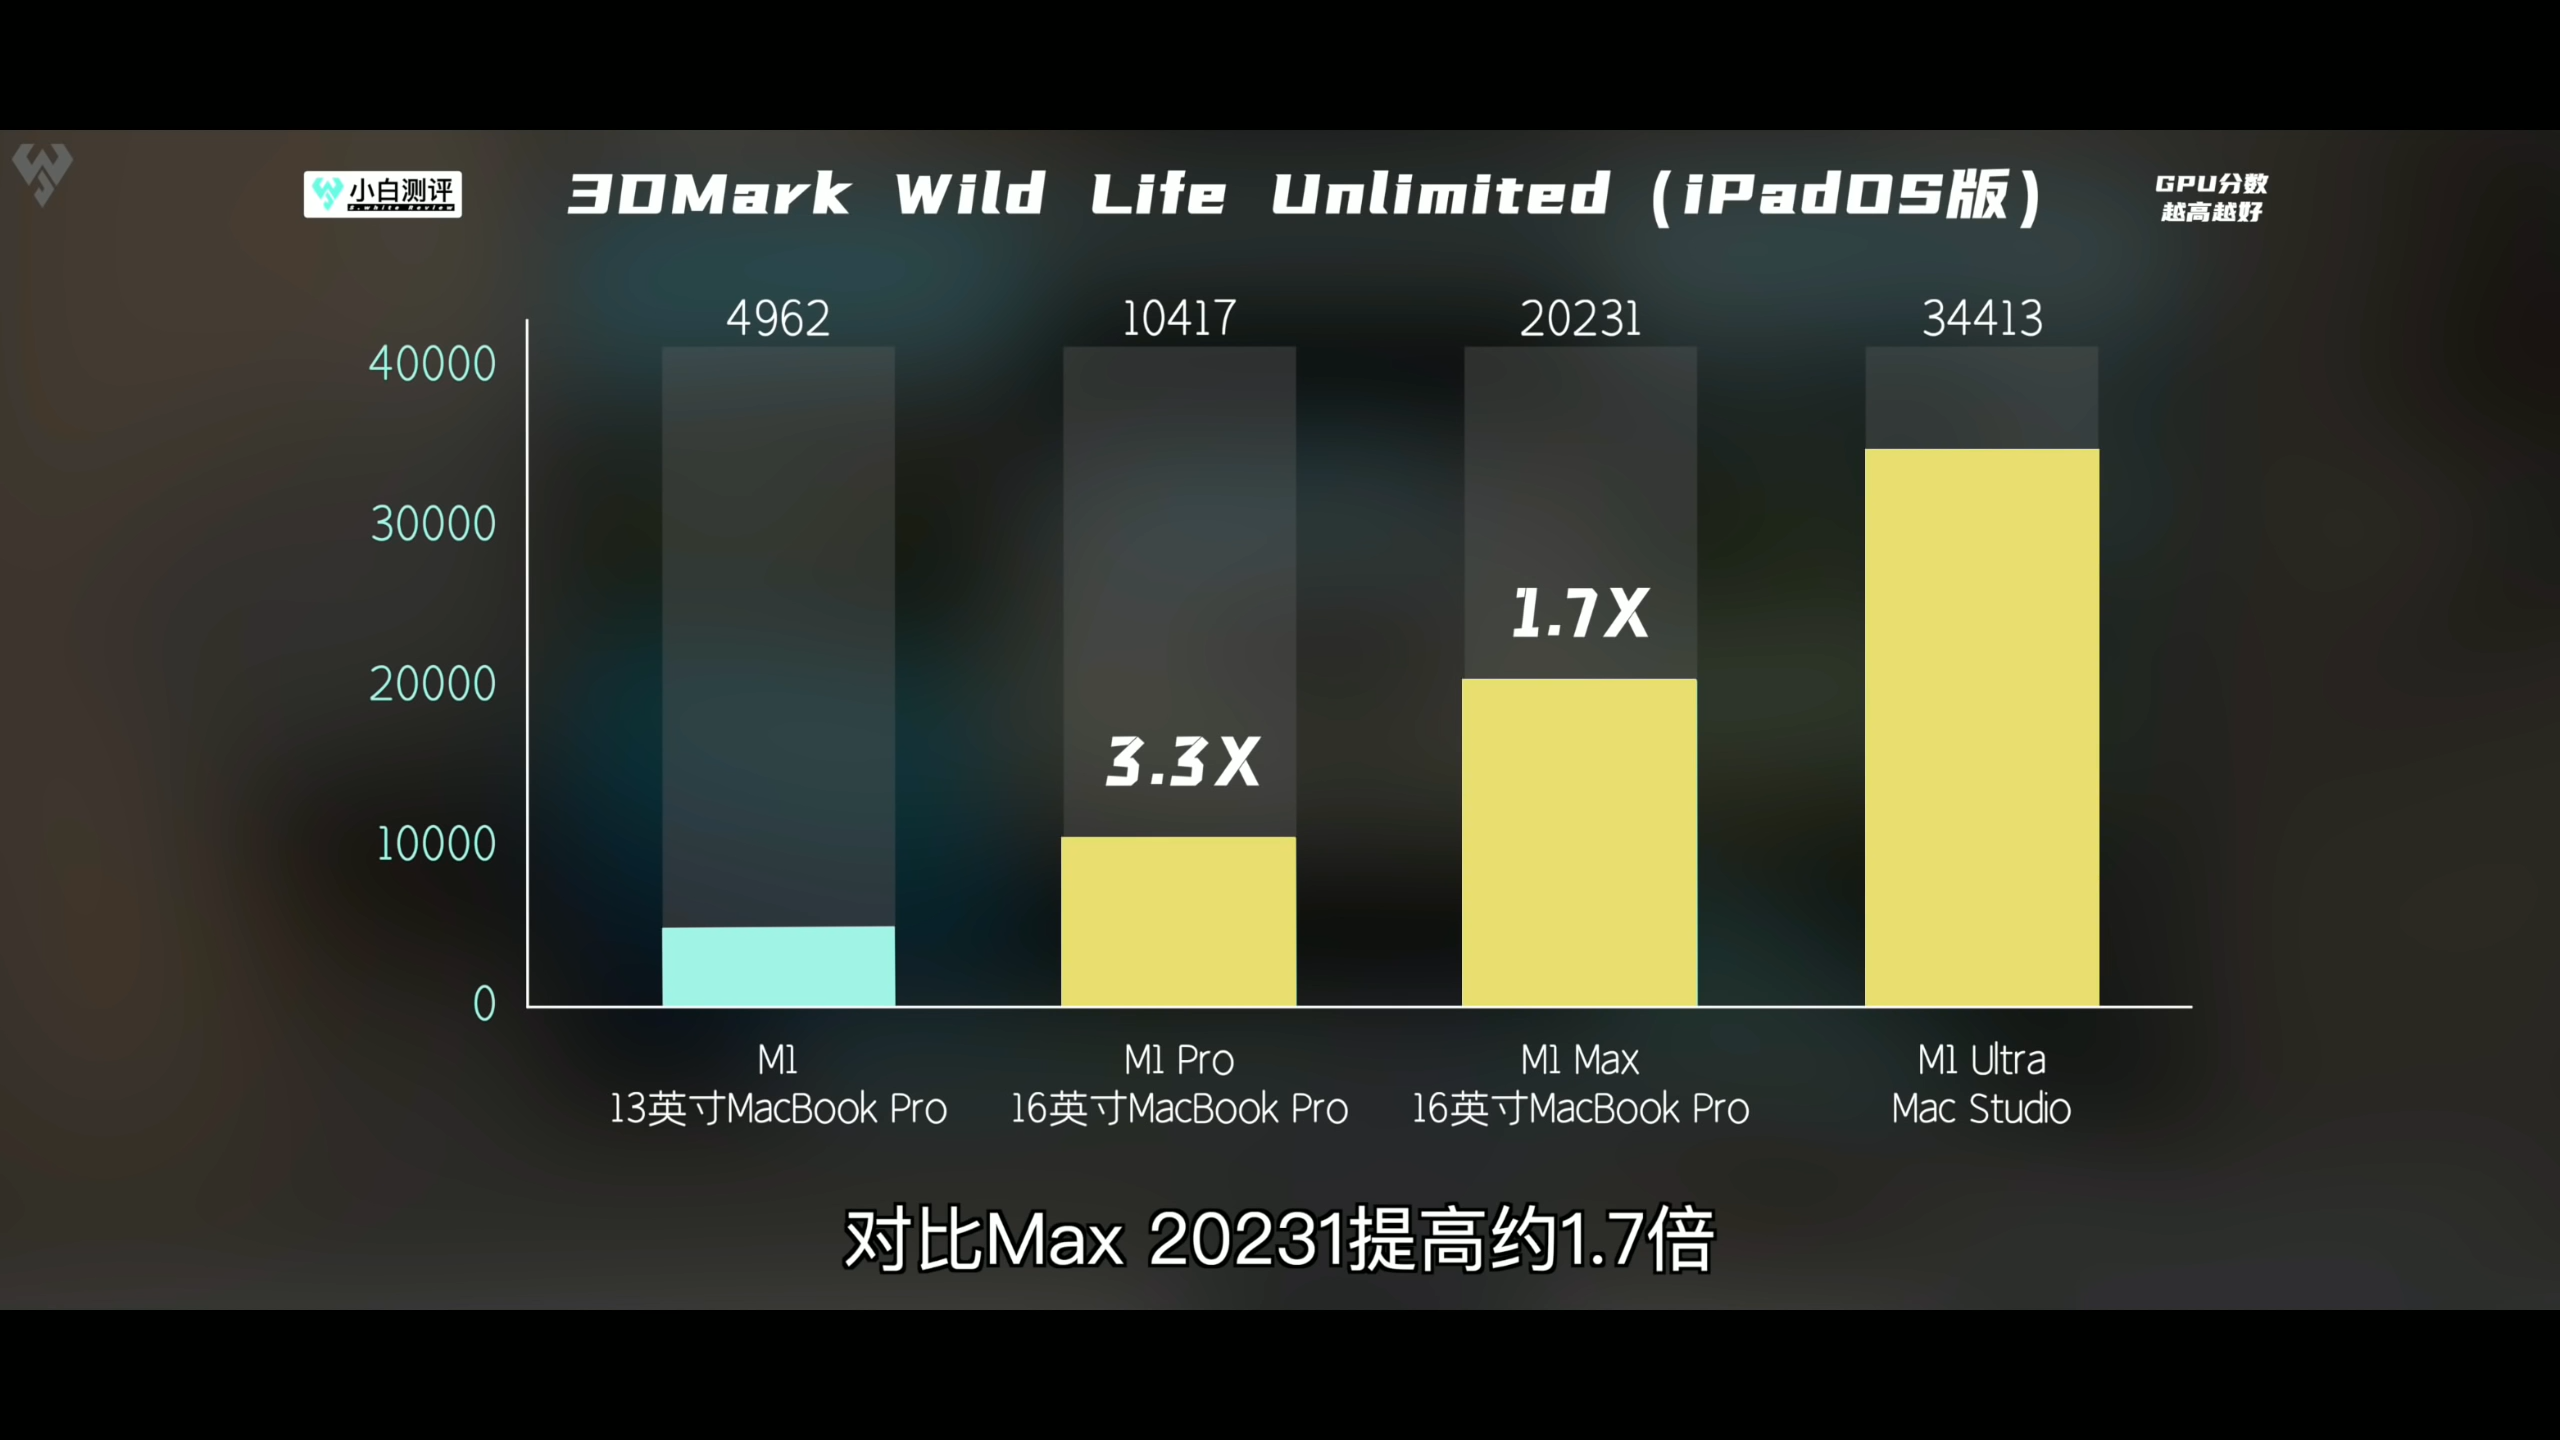 小白测评
S.white Review
3DMark Wild Life Unlimited（iPadOS版）
GPU分数
越高越好
4962
10417
20231
34413
40000
30000
20000
10000
0
1.7X
3.3X
M1
13英寸MacBook Pro
M1 Pro
16英寸MacBook Pro
M1 Max
16英寸MacBook Pro
M1 Ultra
Mac Studio
对比Max 20231提高约1.7倍